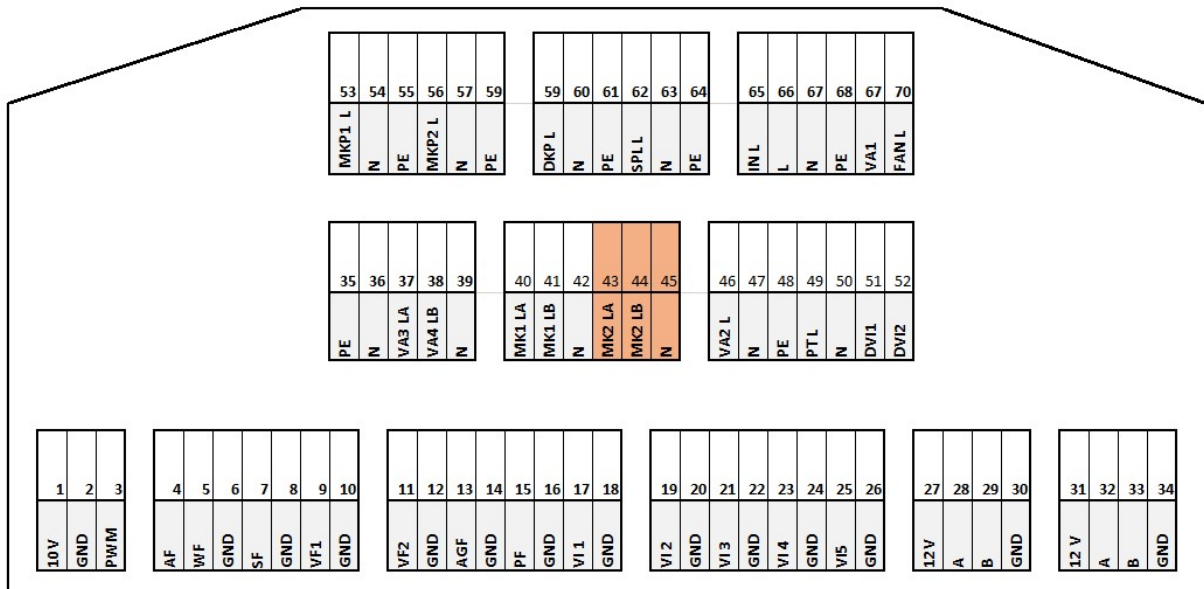 53 54 55 56 57 59 59 60 61 62 63 64 65 66 67 68 67 70
MKP1 L N PE MKP2 L N PE DKP L N PE SPL L N PE IN L L N PE VA1 FAN L
35 36 37 38 39 40 41 42 43 44 45 46 47 48 49 50 51 52
PE N VA3 LA VA4 LB N MK1 LA MK1 LB N MK2 LA MK2 LB N VA2 L N PE PT L N DVI1 DVI2
1 2 3 4 5 6 7 8 9 10 11 12 13 14 15 16 17 18 19 20 21 22 23 24 25 26 27 28 29 30 31 32 33 34
10V GND PWM AF WF GND SF GND VF1 GND VF2 GND AGF GND PF GND VI 1 GND VI 2 GND VI 3 GND VI 4 GND VI5 GND 12V A B GND 12 V A B GND